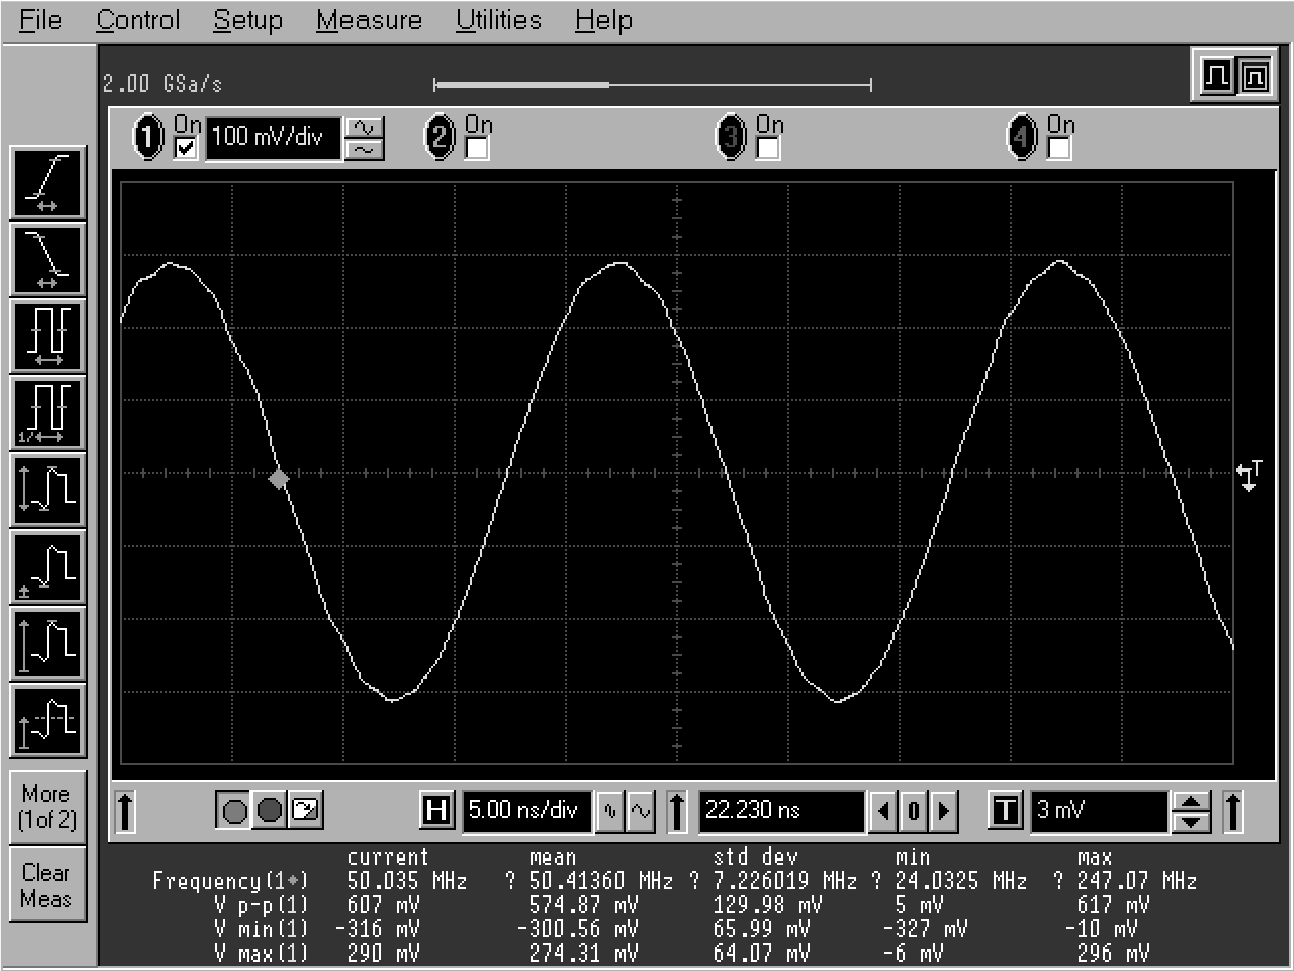 File Control Setup Measure Utilities Help
2.00 GSa/s
1 On 100 mV/div 2 On 3 On 4 On
1/
T
More
(1 of 2)
H 5.00 ns/div 22.230 ns 0 T 3 mV
Clear
Meas
current mean std dev min max
Frequency(1♦) 50.035 MHz ? 50.41360 MHz ? 7.226019 MHz ? 24.0325 MHz ? 247.07 MHz
V p-p(1) 607 mV 574.87 mV 129.98 mV 5 mV 617 mV
V min(1) -316 mV -300.56 mV 65.99 mV -327 mV -10 mV
V max(1) 290 mV 274.31 mV 64.07 mV -6 mV 296 mV